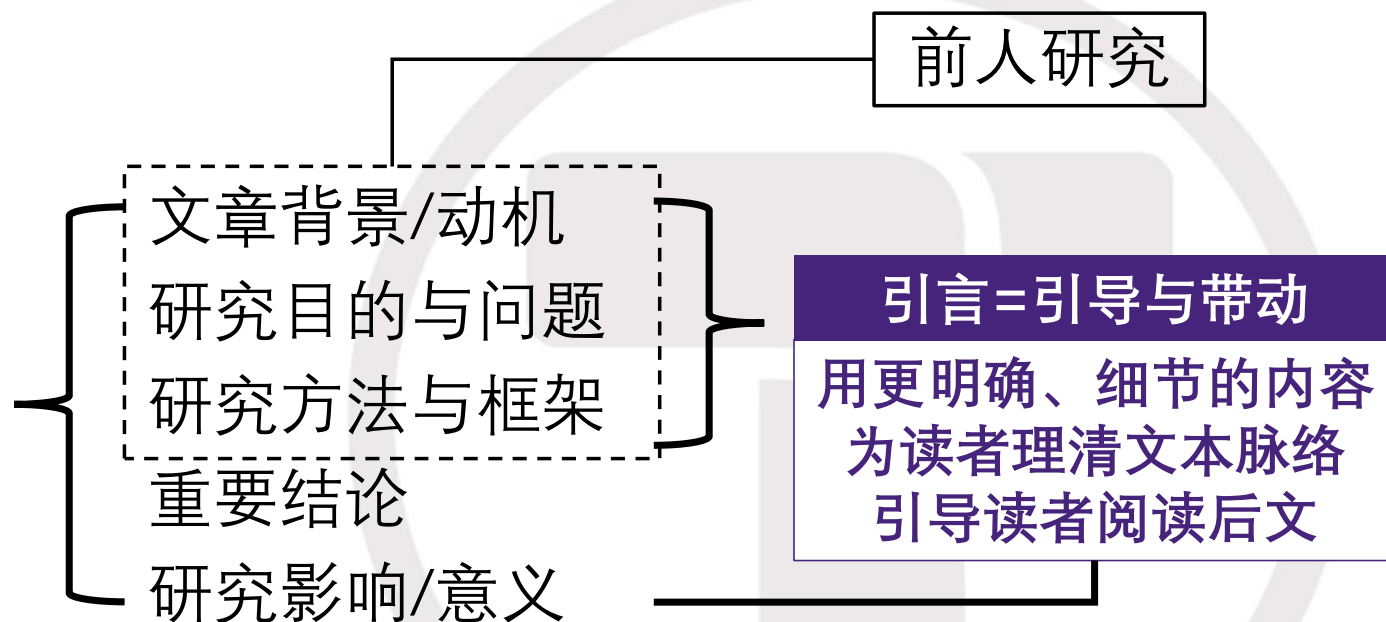 前人研究
文章背景/动机
研究目的与问题
研究方法与框架
重要结论
研究影响/意义
引言=引导与带动
用更明确、细节的内容
为读者理清文本脉络
引导读者阅读后文